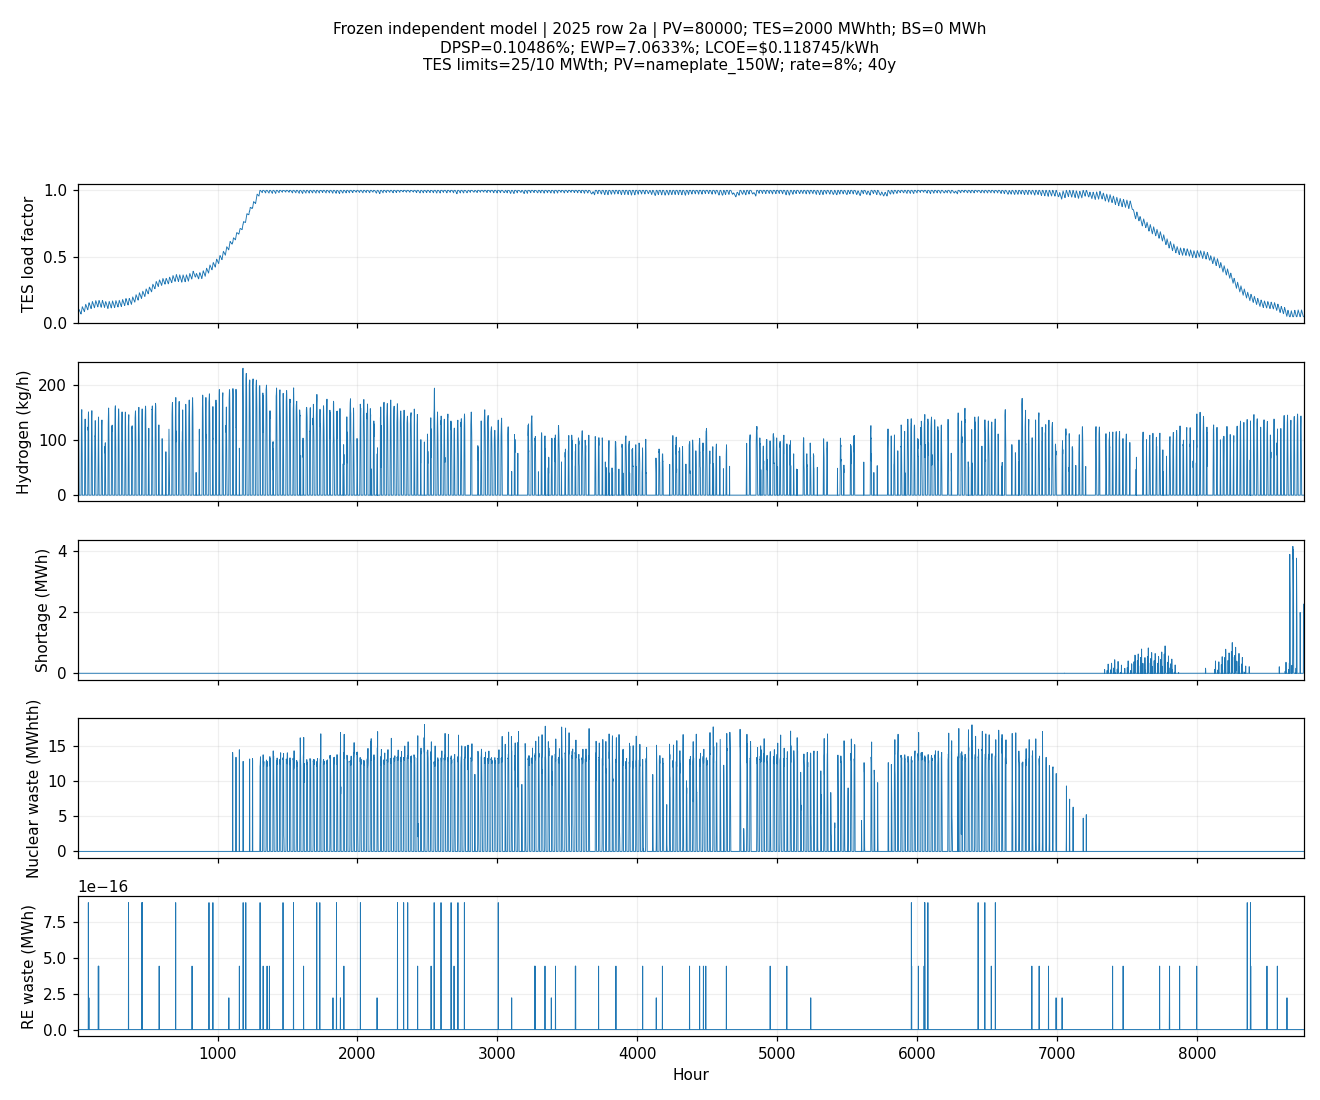 Frozen independent model | 2025 row 2a | PV=80000; TES=2000 MWhth; BS=0 MWh
DPSP=0.10486%; EWP=7.0633%; LCOE=$0.118745/kWh
TES limits=25/10 MWth; PV=nameplate_150W; rate=8%; 40y
TES load factor
1.0
0.5
0.0
Hydrogen (kg/h)
200
100
0
Shortage (MWh)
4
2
0
Nuclear waste (MWhth)
15
10
5
0
1e−16
RE waste (MWh)
7.5
5.0
2.5
0.0
1000 2000 3000 4000 5000 6000 7000 8000
Hour